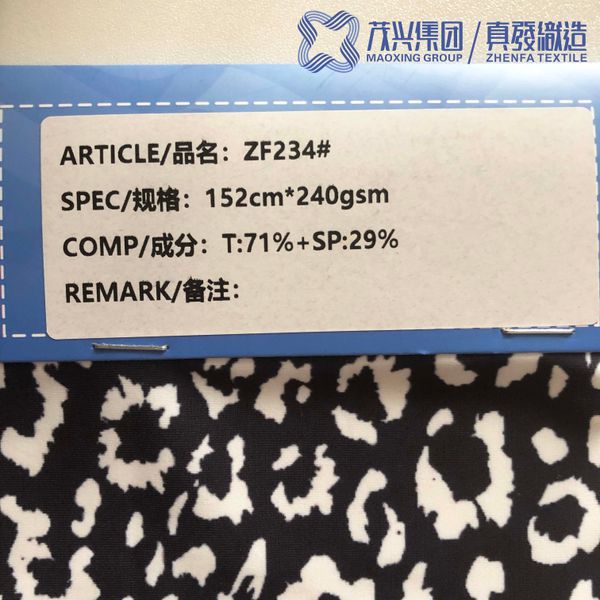 茂兴集团 / 真發織造
MAOXING GROUP / ZHENFA TEXTILE
ARTICLE/品名：ZF234#
SPEC/规格：152cm*240gsm
COMP/成分：T:71%+SP:29%
REMARK/备注：